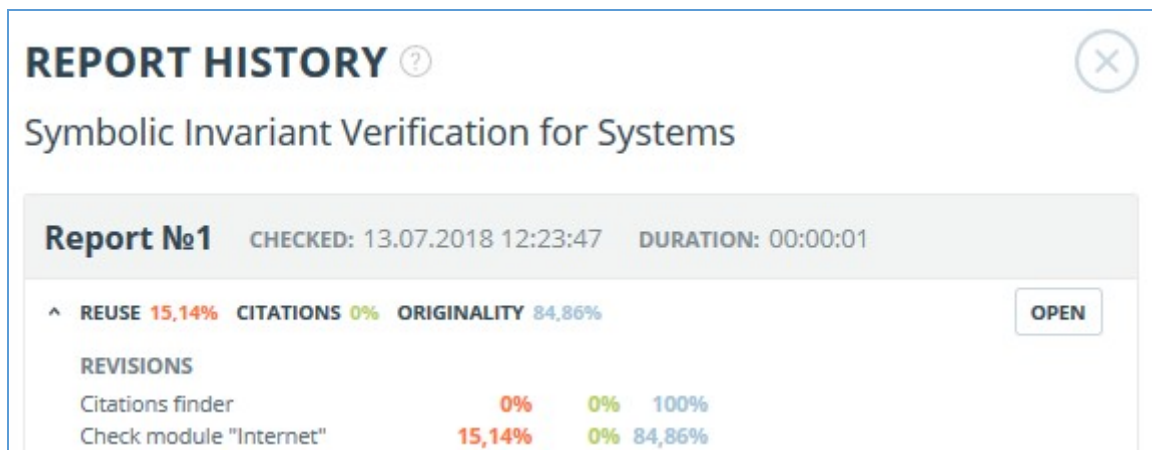 REPORT HISTORY ?
Symbolic Invariant Verification for Systems
Report №1 CHECKED: 13.07.2018 12:23:47 DURATION: 00:00:01
^ REUSE 15,14% CITATIONS 0% ORIGINALITY 84,86% OPEN
REVISIONS
Citations finder 0% 0% 100%
Check module "Internet" 15,14% 0% 84,86%